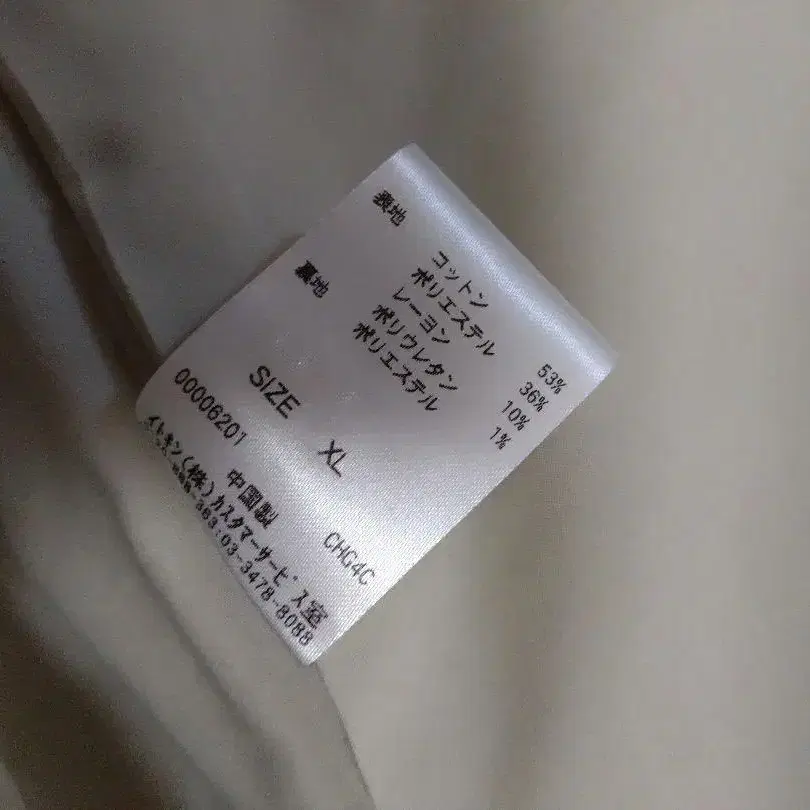 表地 コットン 53%
ポリエステル 36%
レーヨン 10%
ポリウレタン 1%
裏地 ポリエステル
SIZE XL
00006201 CHG4C
中国製
イトキン(株)カスタマーサービス室
03-3478-8088